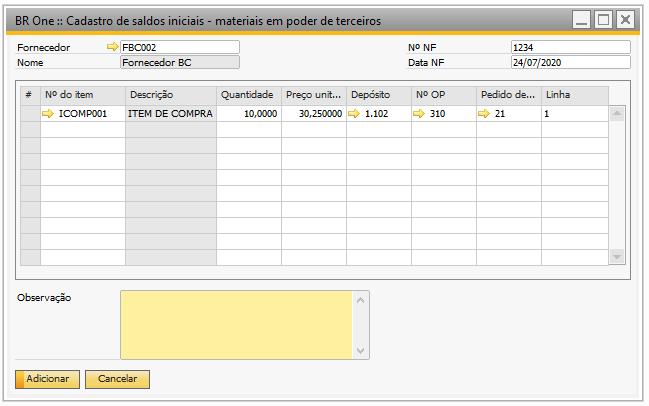 BR One :: Cadastro de saldos iniciais - materiais em poder de terceiros
Fornecedor FBC002 Nº NF 1234
Nome Fornecedor BC Data NF 24/07/2020
# Nº do item Descrição Quantidade Preço unit... Depósito Nº OP Pedido de... Linha
ICOMP001 ITEM DE COMPRA 10,0000 30,250000 1.102 310 21 1
Observação
Adicionar Cancelar